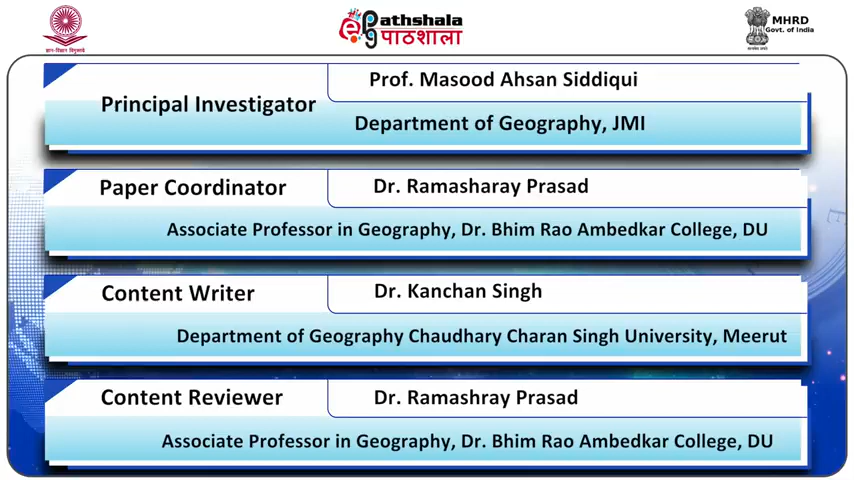 ज्ञान-विज्ञान विमुक्तये
Pathshala
पाठशाला
MHRD
Govt. of India
Principal Investigator
Prof. Masood Ahsan Siddiqui
Department of Geography, JMI
Paper Coordinator
Dr. Ramasharay Prasad
Associate Professor in Geography, Dr. Bhim Rao Ambedkar College, DU
Content Writer
Dr. Kanchan Singh
Department of Geography Chaudhary Charan Singh University, Meerut
Content Reviewer
Dr. Ramashray Prasad
Associate Professor in Geography, Dr. Bhim Rao Ambedkar College, DU